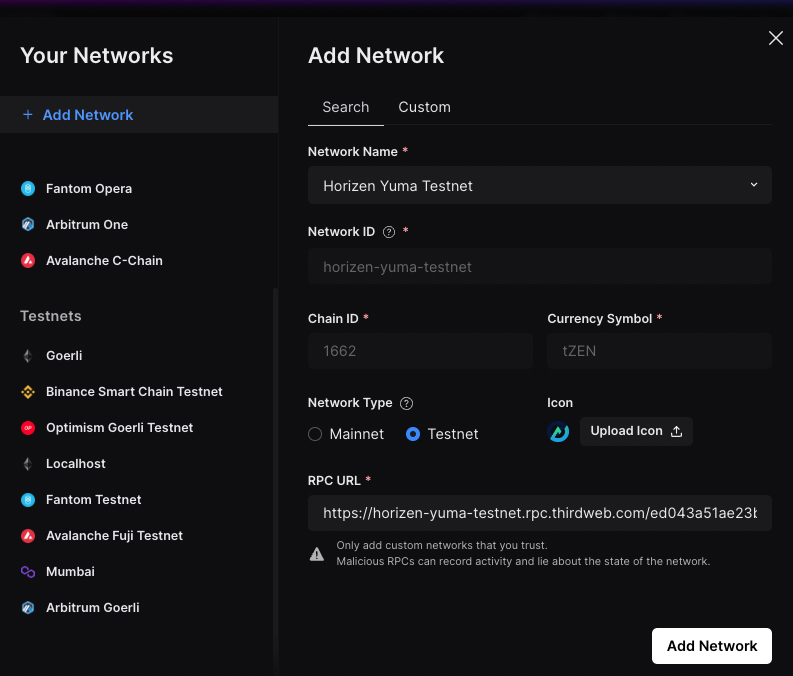 Your Networks
+ Add Network
Fantom Opera
Arbitrum One
Avalanche C-Chain
Testnets
Goerli
Binance Smart Chain Testnet
Optimism Goerli Testnet
Localhost
Fantom Testnet
Avalanche Fuji Testnet
Mumbai
Arbitrum Goerli
Add Network
Search Custom
Network Name *
Horizen Yuma Testnet
Network ID ? *
horizen-yuma-testnet
Chain ID * Currency Symbol *
1662 tZEN
Network Type ? Icon
Mainnet Testnet Upload Icon
RPC URL *
https://horizen-yuma-testnet.rpc.thirdweb.com/ed043a51ae23b
Only add custom networks that you trust.
Malicious RPCs can record activity and lie about the state of the network.
Add Network